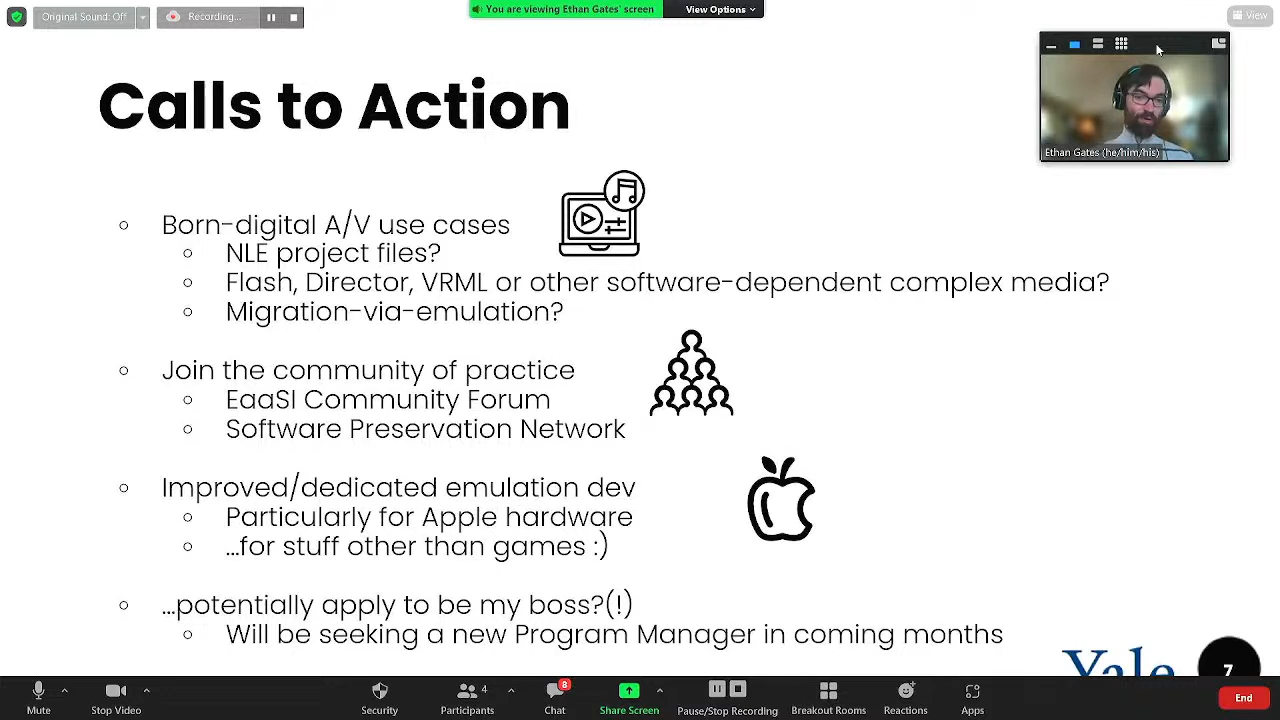 Original Sound: Off
Recording...
You are viewing Ethan Gates' screen
View Options
View
Calls to Action
Ethan Gates (he/him/his)
Born-digital A/V use cases
NLE project files?
Flash, Director, VRML or other software-dependent complex media?
Migration-via-emulation?
Join the community of practice
EaaSI Community Forum
Software Preservation Network
Improved/dedicated emulation dev
Particularly for Apple hardware
...for stuff other than games :)
...potentially apply to be my boss?(!)
Will be seeking a new Program Manager in coming months
Yale
7
Mute
Stop Video
Security
4
Participants
8
Chat
Share Screen
Pause/Stop Recording
Breakout Rooms
Reactions
Apps
End